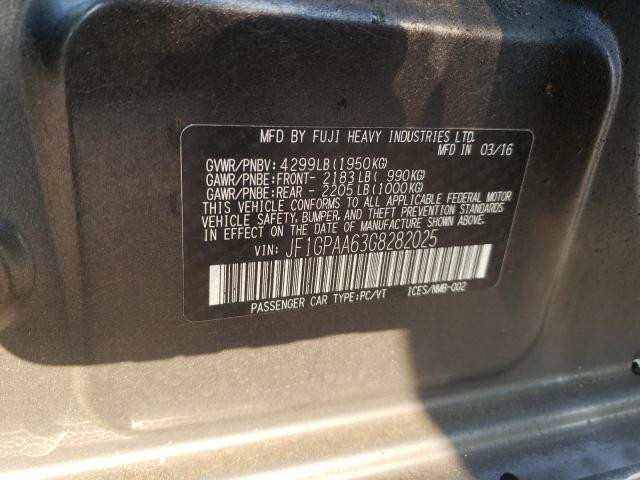 MFD BY FUJI HEAVY INDUSTRIES LTD.
MFD IN 03/16
GVWR/PNBV: 4299LB(1950KG)
GAWR/PNBE:FRONT- 2183LB( 990KG)
GAWR/PNBE:REAR - 2205LB(1000KG)
THIS VEHICLE CONFORMS TO ALL APPLICABLE FEDERAL MOTOR
VEHICLE SAFETY, BUMPER, AND THEFT PREVENTION STANDARDS
IN EFFECT ON THE DATE OF MANUFACTURE SHOWN ABOVE.
VIN: JF1GPAA63G8282025
PASSENGER CAR TYPE:PC/VT ICES/NMB-002